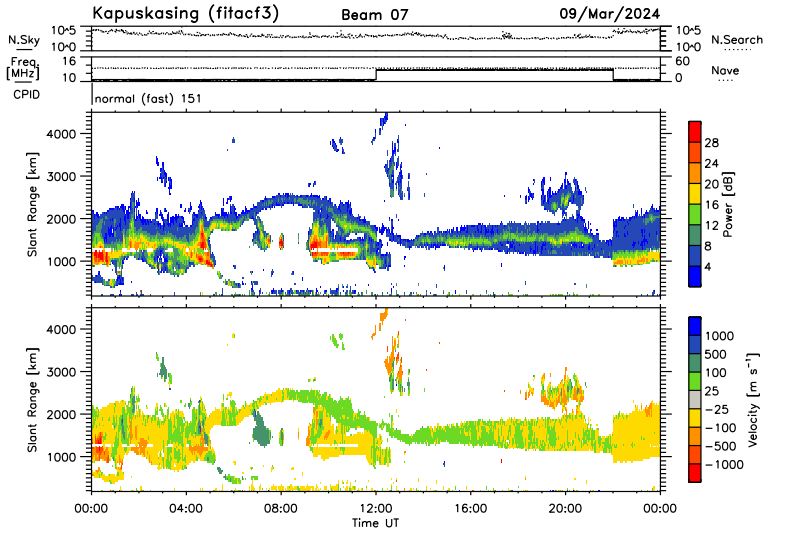 Kapuskasing (fitacf3) Beam 07 09/Mar/2024
N.Sky 10^5 10^0 10^5 10^0 N.Search
Freq. [MHz] 16 10 60 0 Nave
CPID normal (fast) 151
Slant Range [km] 4000 3000 2000 1000
Power [dB] 28 24 20 16 12 8 4
Slant Range [km] 4000 3000 2000 1000
Velocity [m s^-1] 1000 500 100 25 −25 −100 −500 −1000
00:00 04:00 08:00 12:00 16:00 20:00 00:00
Time UT